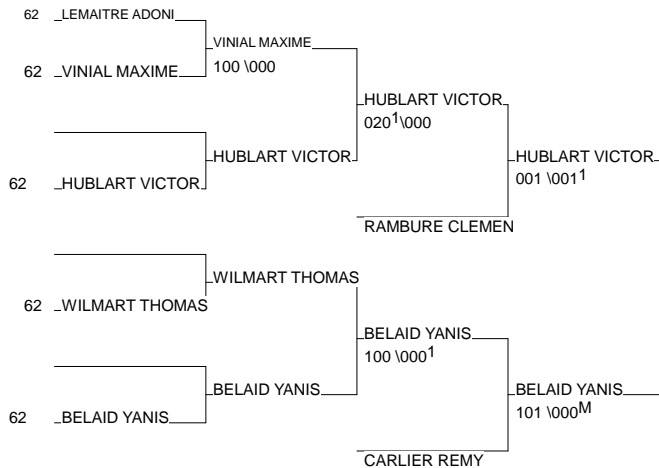 62 LEMAITRE ADONI
VINIAL MAXIME
62 VINIAL MAXIME
100 \000
HUBLART VICTOR
020¹\000
HUBLART VICTOR
HUBLART VICTOR
62 HUBLART VICTOR
001 \001¹
RAMBURE CLEMEN
WILMART THOMAS
62 WILMART THOMAS
BELAID YANIS
100 \000¹
BELAID YANIS
BELAID YANIS
101 \000ᴹ
62 BELAID YANIS
CARLIER REMY